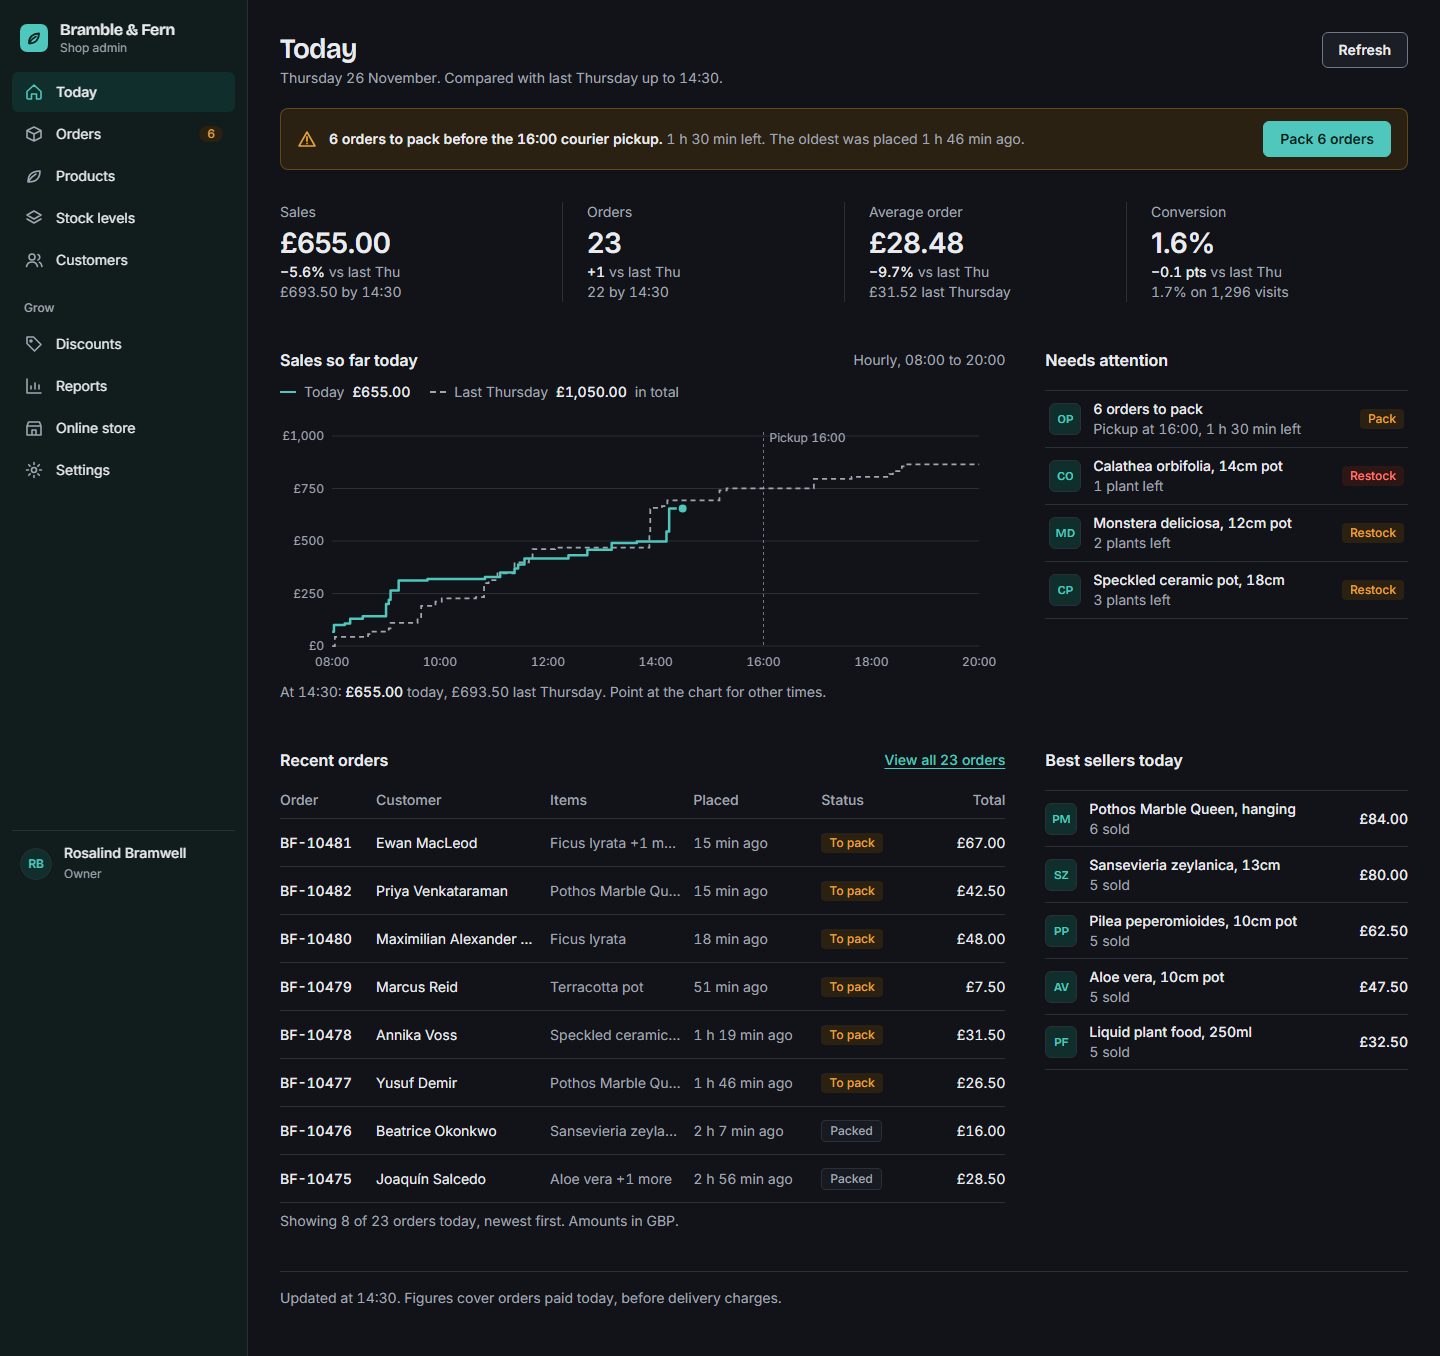 Bramble & Fern
Shop admin
Today
Orders 6
Products
Stock levels
Customers
Grow
Discounts
Reports
Online store
Settings
RB Rosalind Bramwell
Owner
Today
Thursday 26 November. Compared with last Thursday up to 14:30.
Refresh
6 orders to pack before the 16:00 courier pickup. 1 h 30 min left. The oldest was placed 1 h 46 min ago.
Pack 6 orders
Sales
£655.00
−5.6% vs last Thu
£693.50 by 14:30
Orders
23
+1 vs last Thu
22 by 14:30
Average order
£28.48
−9.7% vs last Thu
£31.52 last Thursday
Conversion
1.6%
−0.1 pts vs last Thu
1.7% on 1,296 visits
Sales so far today
Hourly, 08:00 to 20:00
Today £655.00 Last Thursday £1,050.00 in total
£1,000
£750
£500
£250
£0
Pickup 16:00
08:00 10:00 12:00 14:00 16:00 18:00 20:00
At 14:30: £655.00 today, £693.50 last Thursday. Point at the chart for other times.
Needs attention
OP 6 orders to pack
Pickup at 16:00, 1 h 30 min left
Pack
CO Calathea orbifolia, 14cm pot
1 plant left
Restock
MD Monstera deliciosa, 12cm pot
2 plants left
Restock
CP Speckled ceramic pot, 18cm
3 plants left
Restock
Recent orders
View all 23 orders
Order Customer Items Placed Status Total
BF-10481 Ewan MacLeod Ficus lyrata +1 m... 15 min ago To pack £67.00
BF-10482 Priya Venkataraman Pothos Marble Qu... 15 min ago To pack £42.50
BF-10480 Maximilian Alexander ... Ficus lyrata 18 min ago To pack £48.00
BF-10479 Marcus Reid Terracotta pot 51 min ago To pack £7.50
BF-10478 Annika Voss Speckled ceramic... 1 h 19 min ago To pack £31.50
BF-10477 Yusuf Demir Pothos Marble Qu... 1 h 46 min ago To pack £26.50
BF-10476 Beatrice Okonkwo Sansevieria zeyla... 2 h 7 min ago Packed £16.00
BF-10475 Joaquín Salcedo Aloe vera +1 more 2 h 56 min ago Packed £28.50
Showing 8 of 23 orders today, newest first. Amounts in GBP.
Best sellers today
PM Pothos Marble Queen, hanging
6 sold
£84.00
SZ Sansevieria zeylanica, 13cm
5 sold
£80.00
PP Pilea peperomioides, 10cm pot
5 sold
£62.50
AV Aloe vera, 10cm pot
5 sold
£47.50
PF Liquid plant food, 250ml
5 sold
£32.50
Updated at 14:30. Figures cover orders paid today, before delivery charges.